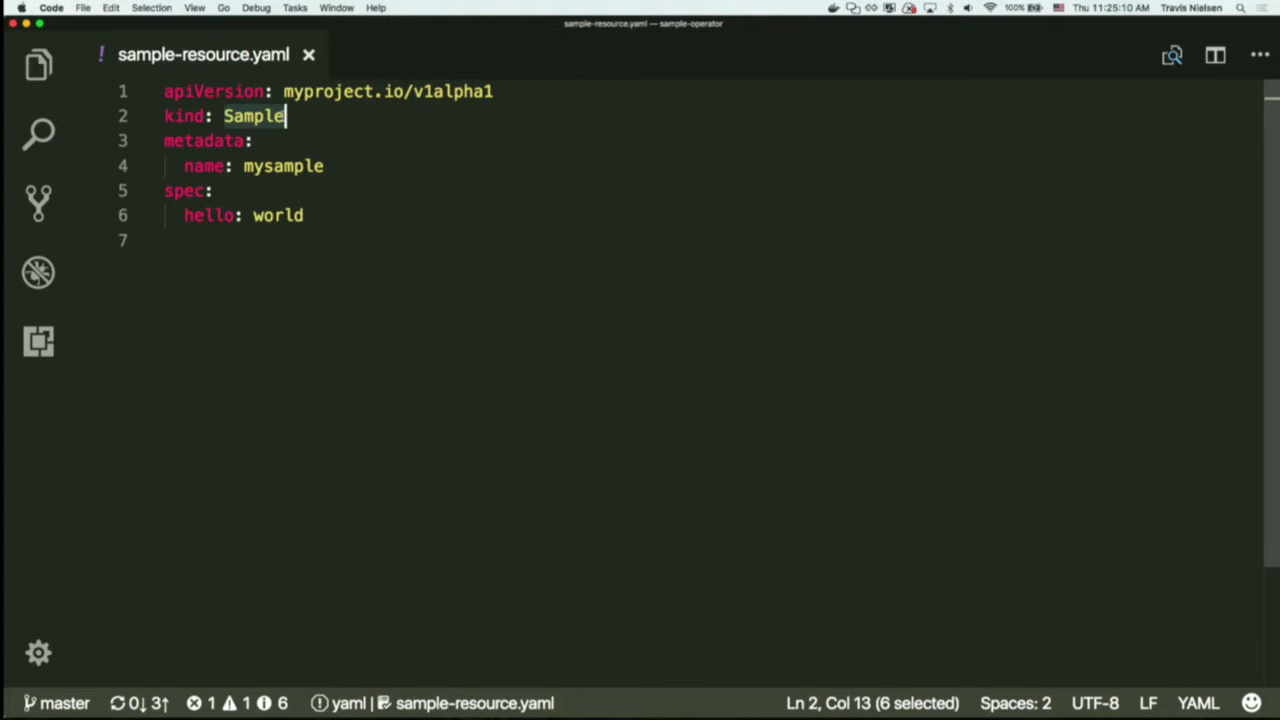 Code File Edit Selection View Go Debug Tasks Window Help 100% Thu 11:25:10 AM Travis Nielsen
sample-resource.yaml — sample-operator
! sample-resource.yaml
1 apiVersion: myproject.io/v1alpha1
2 kind: Sample
3 metadata:
4 name: mysample
5 spec:
6 hello: world
7
master 0↓ 3↑ 1 1 6 yaml | sample-resource.yaml Ln 2, Col 13 (6 selected) Spaces: 2 UTF-8 LF YAML